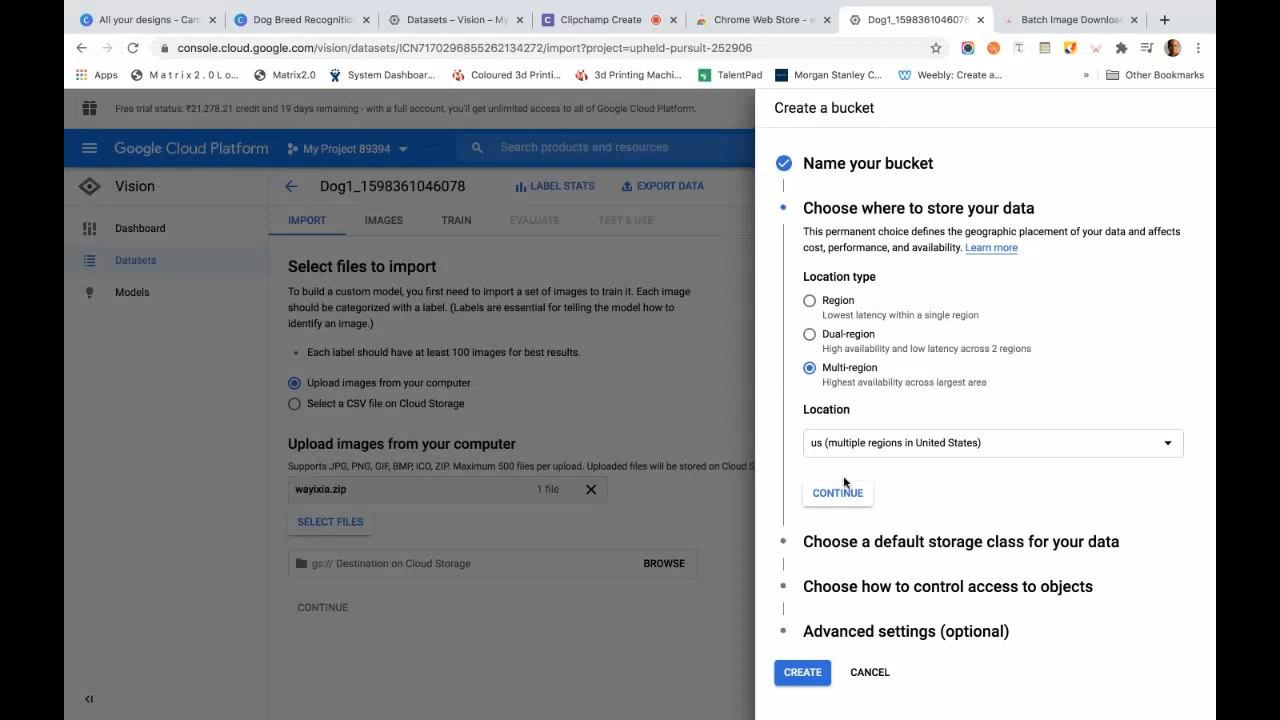 All your designs - Can
Dog Breed Recognitio
Datasets – Vision – My
Clipchamp Create
Chrome Web Store - w
Dog1_1598361046078
Batch Image Downloa
console.cloud.google.com/vision/datasets/ICN7170296855262134272/import?project=upheld-pursuit-252906
Apps
M a t r i x 2 . 0 L o...
Matrix2.0
System Dashboar...
Coloured 3d Printi...
3d Printing Machi...
TalentPad
Morgan Stanley C...
Weebly: Create a...
»
Other Bookmarks
Free trial status: ₹21,278.21 credit and 19 days remaining - with a full account, you'll get unlimited access to all of Google Cloud Platform.
Google Cloud Platform
My Project 89394
Search products and resources
Vision
Dashboard
Datasets
Models
Dog1_1598361046078
LABEL STATS
EXPORT DATA
IMPORT
IMAGES
TRAIN
EVALUATE
TEST & USE
Select files to import
To build a custom model, you first need to import a set of images to train it. Each image
should be categorized with a label. (Labels are essential for telling the model how to
identify an image.)
• Each label should have at least 100 images for best results.
Upload images from your computer
Select a CSV file on Cloud Storage
Upload images from your computer
Supports JPG, PNG, GIF, BMP, ICO, ZIP. Maximum 500 files per upload. Uploaded files will be stored on Cloud S
wayixia.zip
1 file
SELECT FILES
gs:// Destination on Cloud Storage
BROWSE
CONTINUE
Create a bucket
Name your bucket
Choose where to store your data
This permanent choice defines the geographic placement of your data and affects
cost, performance, and availability. Learn more
Location type
Region
Lowest latency within a single region
Dual-region
High availability and low latency across 2 regions
Multi-region
Highest availability across largest area
Location
us (multiple regions in United States)
CONTINUE
Choose a default storage class for your data
Choose how to control access to objects
Advanced settings (optional)
CREATE
CANCEL